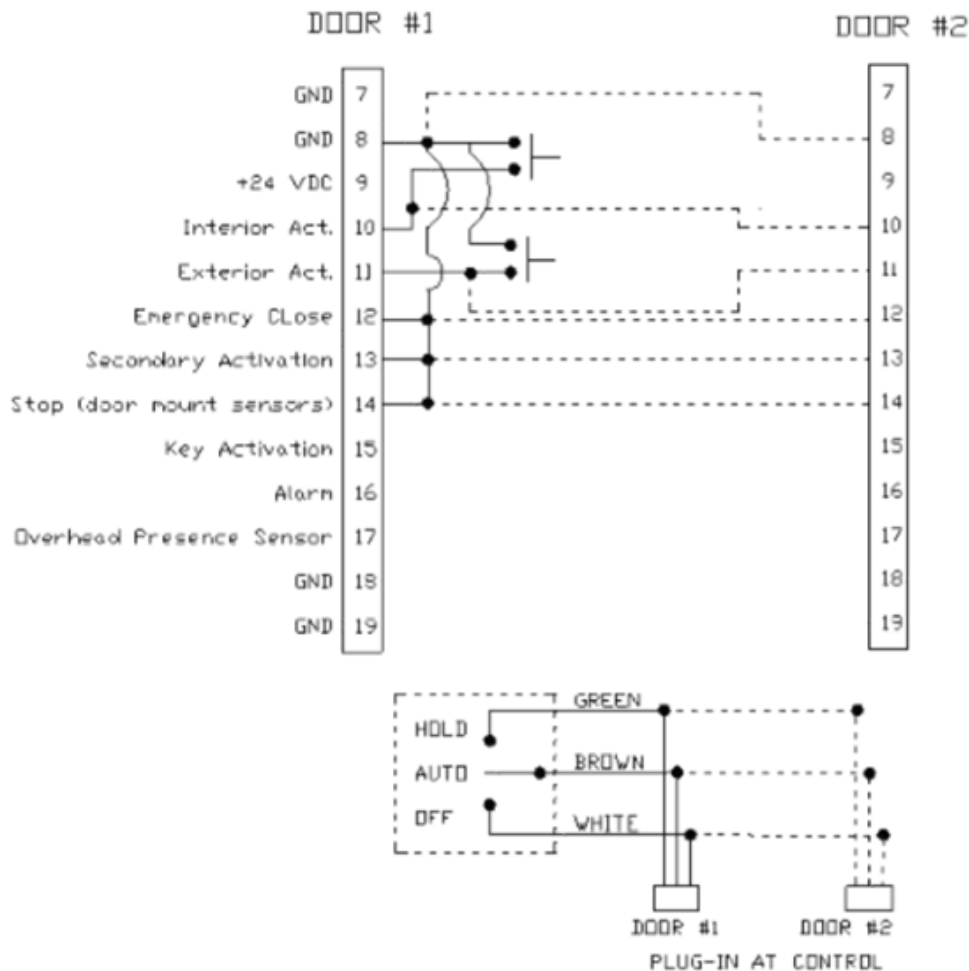 DOOR #1
DOOR #2
GND 7
GND 8
+24 VDC 9
Interior Act. 10
Exterior Act. 11
Emergency CLose 12
Secondary Activation 13
Stop (door mount sensors) 14
Key Activation 15
Alarm 16
Overhead Presence Sensor 17
GND 18
GND 19
7
8
9
10
11
12
13
14
15
16
17
18
19
HOLD
AUTO
OFF
GREEN
BROWN
WHITE
DOOR #1
DOOR #2
PLUG-IN AT CONTROL